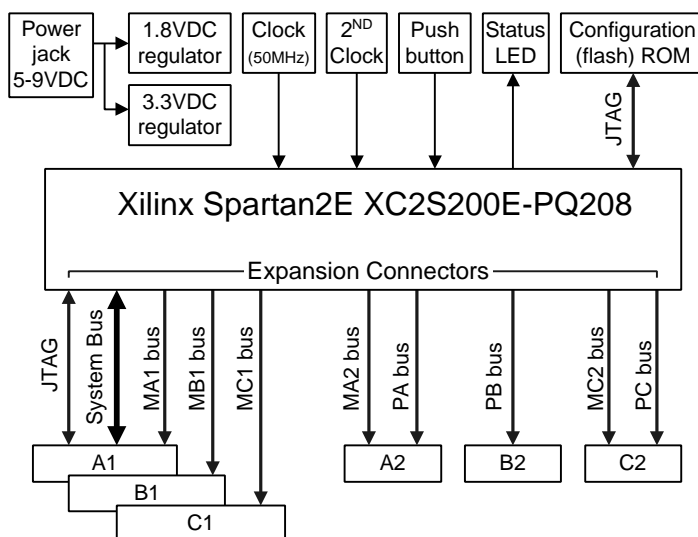 Power
jack
5-9VDC
1.8VDC
regulator
3.3VDC
regulator
Clock
(50MHz)
2ND
Clock
Push
button
Status
LED
Configuration
(flash) ROM
JTAG
Xilinx Spartan2E XC2S200E-PQ208
Expansion Connectors
JTAG
System Bus
MA1 bus
MB1 bus
MC1 bus
MA2 bus
PA bus
PB bus
MC2 bus
PC bus
A1
B1
C1
A2
B2
C2